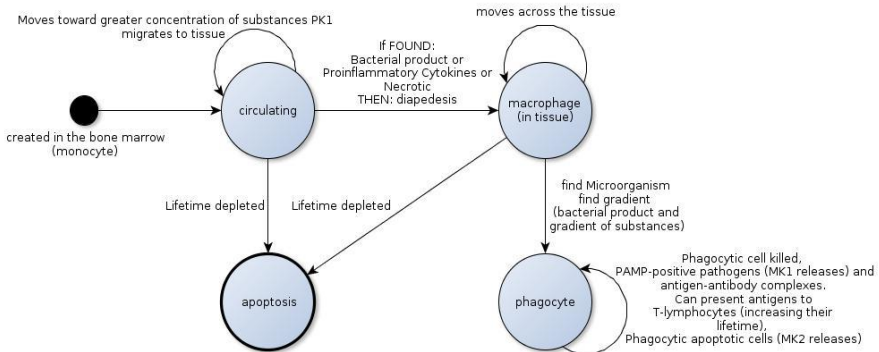 Moves toward greater concentration of substances PK1
migrates to tissue
moves across the tissue
If FOUND:
Bacterial product or
Proinflammatory Cytokines or
Necrotic
THEN: diapedesis
circulating
macrophage
(in tissue)
created in the bone marrow
(monocyte)
Lifetime depleted
Lifetime depleted
find Microorganism
find gradient
(bacterial product and
gradient of substances)
apoptosis
phagocyte
Phagocytic cell killed,
PAMP-positive pathogens (MK1 releases) and
antigen-antibody complexes.
Can present antigens to
T-lymphocytes (increasing their
lifetime),
Phagocytic apoptotic cells (MK2 releases)